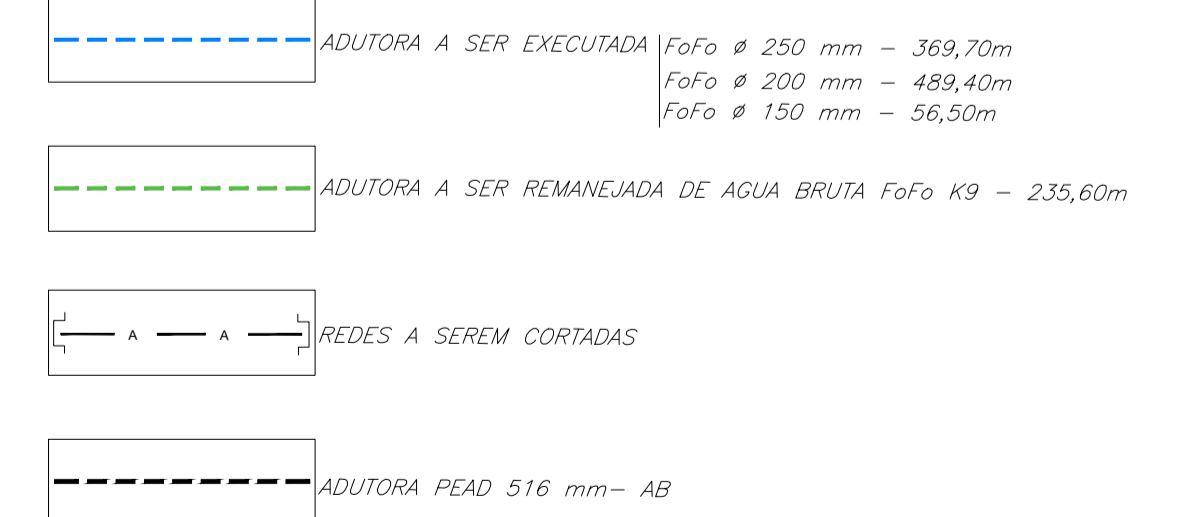 ADUTORA A SER EXECUTADA FoFo ø 250 mm - 369,70m
FoFo ø 200 mm - 489,40m
FoFo ø 150 mm - 56,50m
ADUTORA A SER REMANEJADA DE AGUA BRUTA FoFo K9 - 235,60m
A A REDES A SEREM CORTADAS
ADUTORA PEAD 516 mm- AB